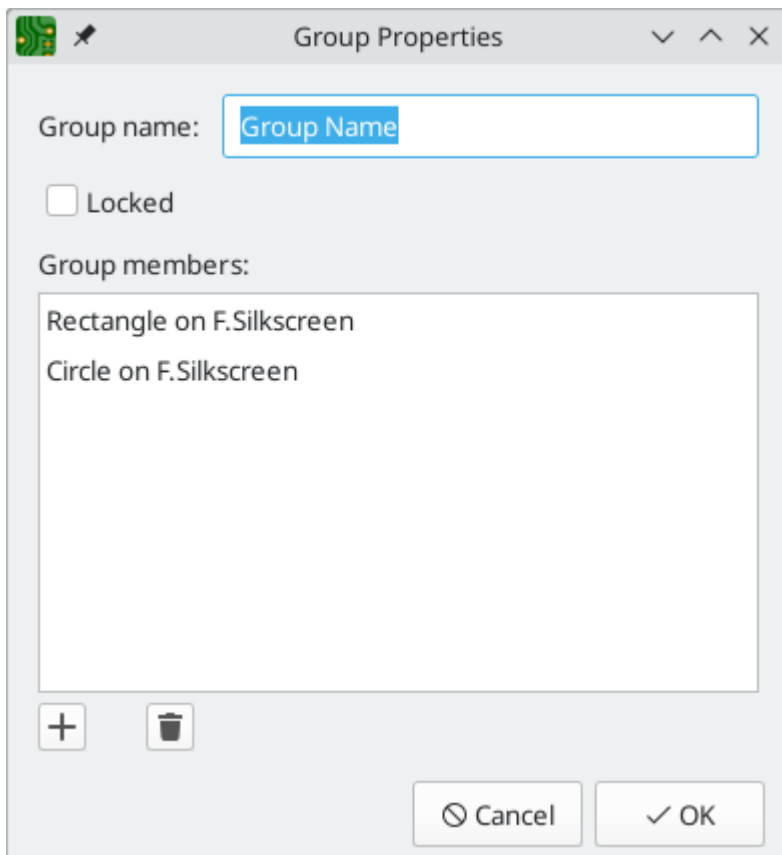 Group Properties
Group name: Group Name
Locked
Group members:
Rectangle on F.Silkscreen
Circle on F.Silkscreen
Cancel OK